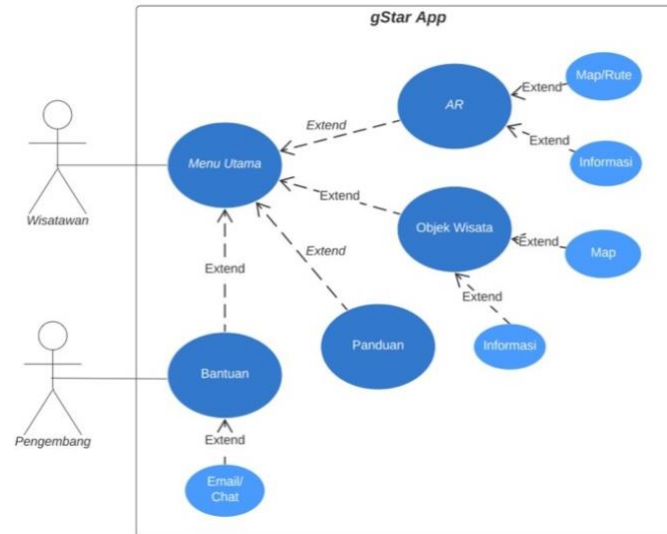 gStar App
Map/Rute
Extend
AR
Extend
Extend
Menu Utama
Informasi
Wisatawan
Extend
Objek Wisata
Extend
Map
Extend
Extend
Extend
Panduan
Informasi
Bantuan
Pengembang
Extend
Email/
Chat